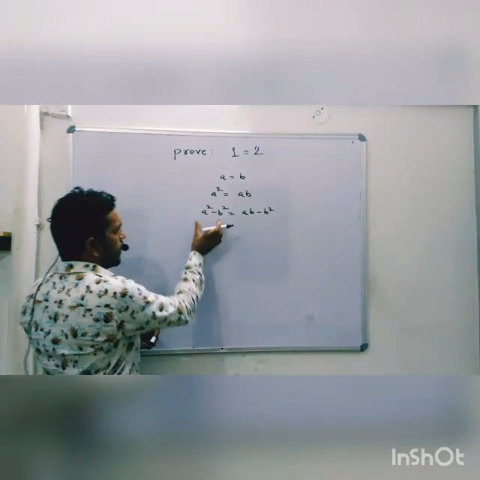 prove: 1 = 2
a = b
a² = ab
a²-b² = ab-b²
InShOt